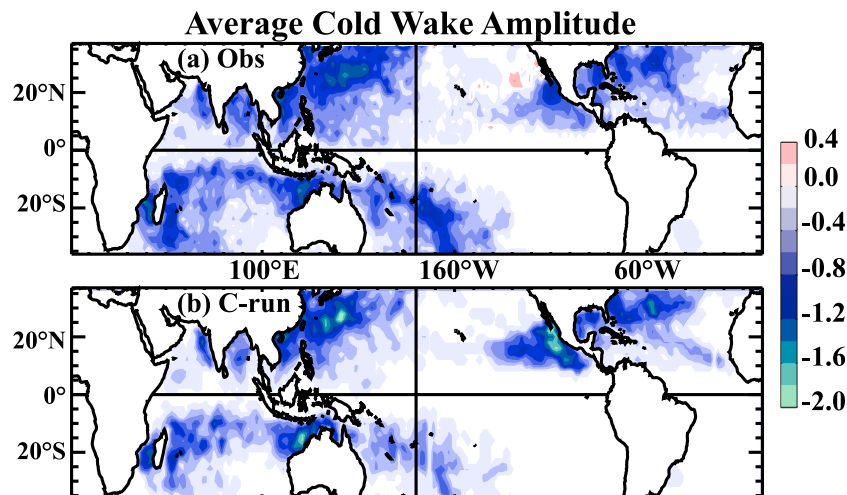 Average Cold Wake Amplitude
(a) Obs
20°N
0°
20°S
100°E 160°W 60°W
(b) C-run
20°N
0°
20°S
0.4
0.0
-0.4
-0.8
-1.2
-1.6
-2.0